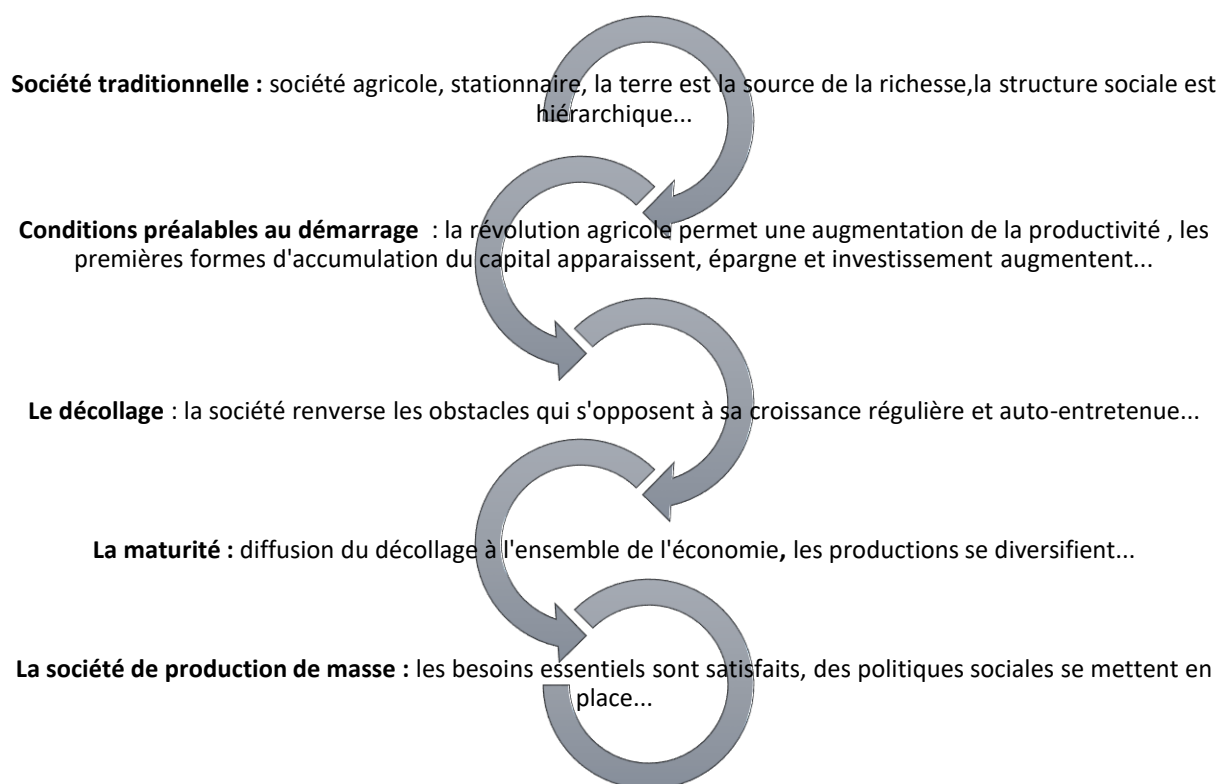 Société traditionnelle : société agricole, stationnaire, la terre est la source de la richesse,la structure sociale est
hiérarchique...
Conditions préalables au démarrage : la révolution agricole permet une augmentation de la productivité , les
premières formes d'accumulation du capital apparaissent, épargne et investissement augmentent...
Le décollage : la société renverse les obstacles qui s'opposent à sa croissance régulière et auto-entretenue...
La maturité : diffusion du décollage à l'ensemble de l'économie, les productions se diversifient...
La société de production de masse : les besoins essentiels sont satisfaits, des politiques sociales se mettent en
place...